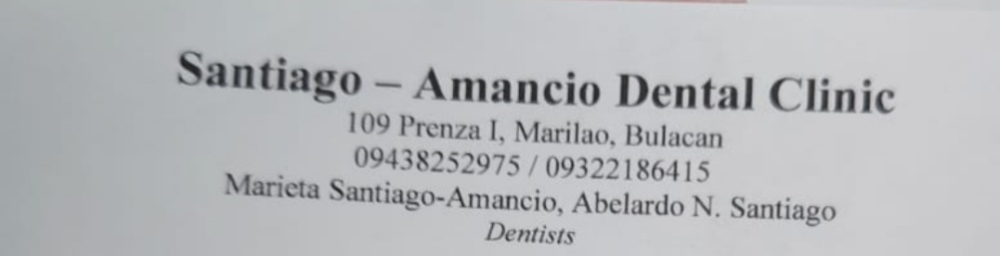 Santiago – Amancio Dental Clinic
109 Prenza I, Marilao, Bulacan
09438252975 / 09322186415
Marieta Santiago-Amancio, Abelardo N. Santiago
Dentists